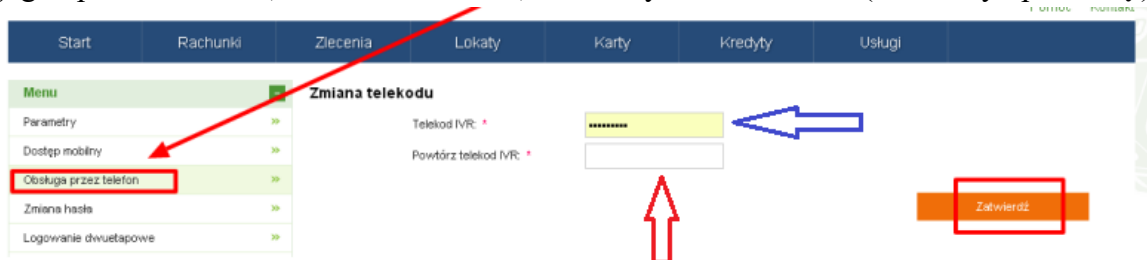 Pomoc Kontakt
Start Rachunki Zlecenia Lokaty Karty Kredyty Usługi
Menu
Zmiana telekodu
Parametry
Telekod IVR: *
Dostęp mobilny
Powtórz telekod IVR: *
Obsługa przez telefon
Zmiana hasła
Zatwierdź
Logowanie dwuetapowe